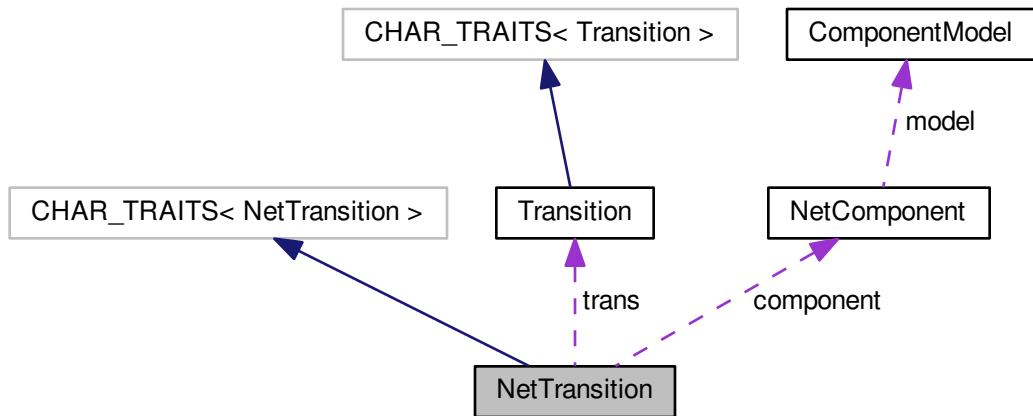 CHAR_TRAITS< Transition >
ComponentModel
model
CHAR_TRAITS< NetTransition >
Transition
NetComponent
trans
component
NetTransition